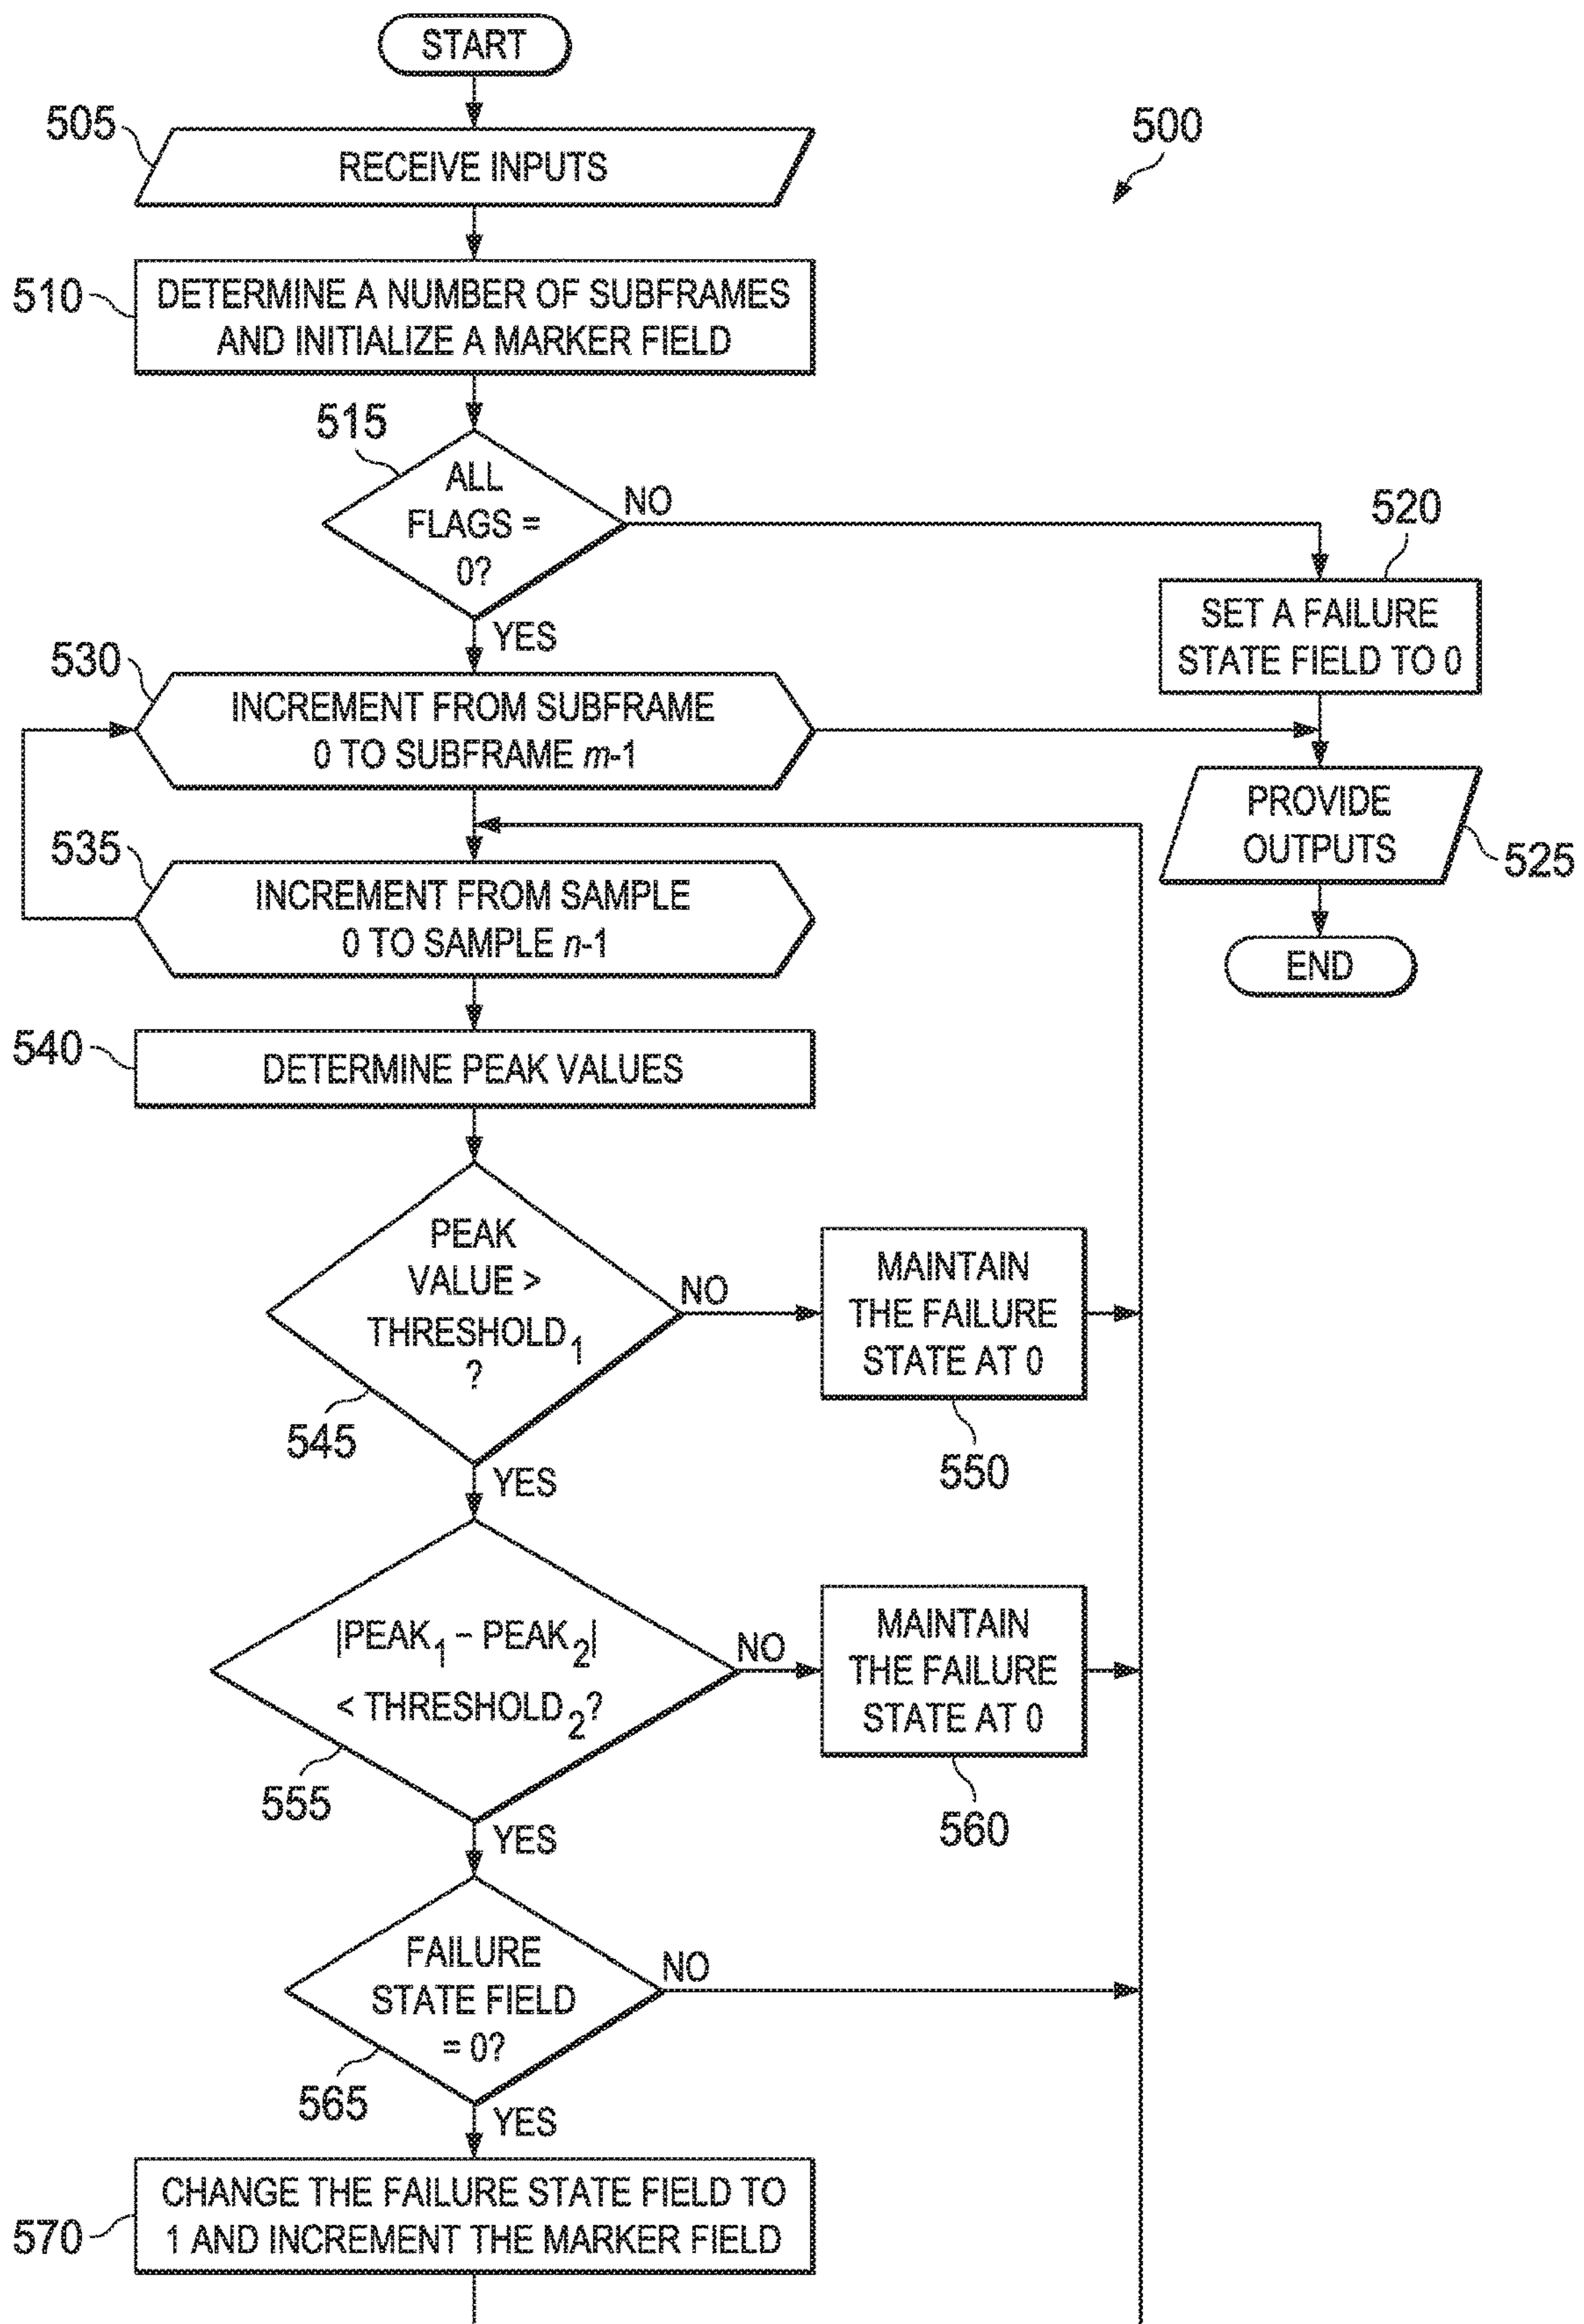 START
505
RECEIVE INPUTS
500
510
DETERMINE A NUMBER OF SUBFRAMES
AND INITIALIZE A MARKER FIELD
515
ALL
FLAGS =
0?
NO
YES
520
SET A FAILURE
STATE FIELD TO 0
530
INCREMENT FROM SUBFRAME
0 TO SUBFRAME m-1
PROVIDE
OUTPUTS
525
END
535
INCREMENT FROM SAMPLE
0 TO SAMPLE n-1
540
DETERMINE PEAK VALUES
PEAK
VALUE >
THRESHOLD1
?
545
NO
YES
MAINTAIN
THE FAILURE
STATE AT 0
550
|PEAK1 – PEAK2|
< THRESHOLD2?
555
NO
YES
MAINTAIN
THE FAILURE
STATE AT 0
560
FAILURE
STATE FIELD
= 0?
565
NO
YES
570
CHANGE THE FAILURE STATE FIELD TO
1 AND INCREMENT THE MARKER FIELD